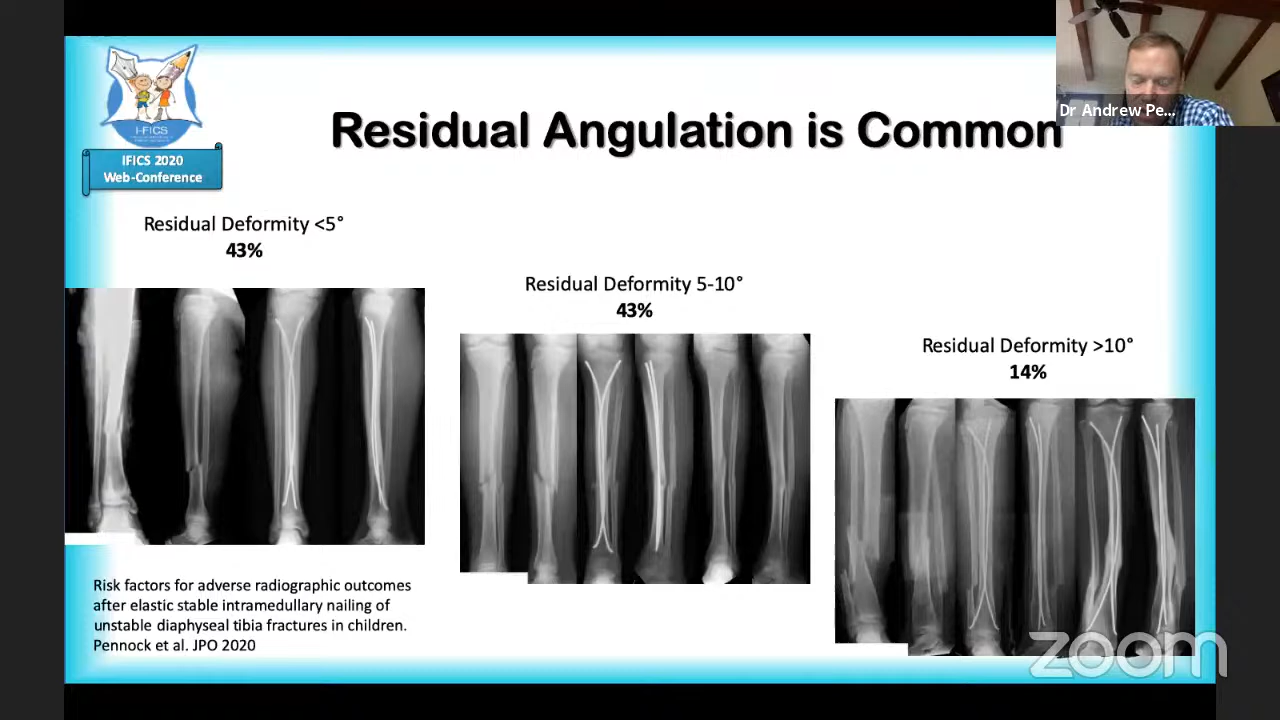 I-FICS
IFICS 2020
Web-Conference
Residual Angulation is Common
Dr Andrew Pe...
Residual Deformity <5°
43%
Residual Deformity 5-10°
43%
Residual Deformity >10°
14%
Risk factors for adverse radiographic outcomes
after elastic stable intramedullary nailing of
unstable diaphyseal tibia fractures in children.
Pennock et al. JPO 2020
zoom